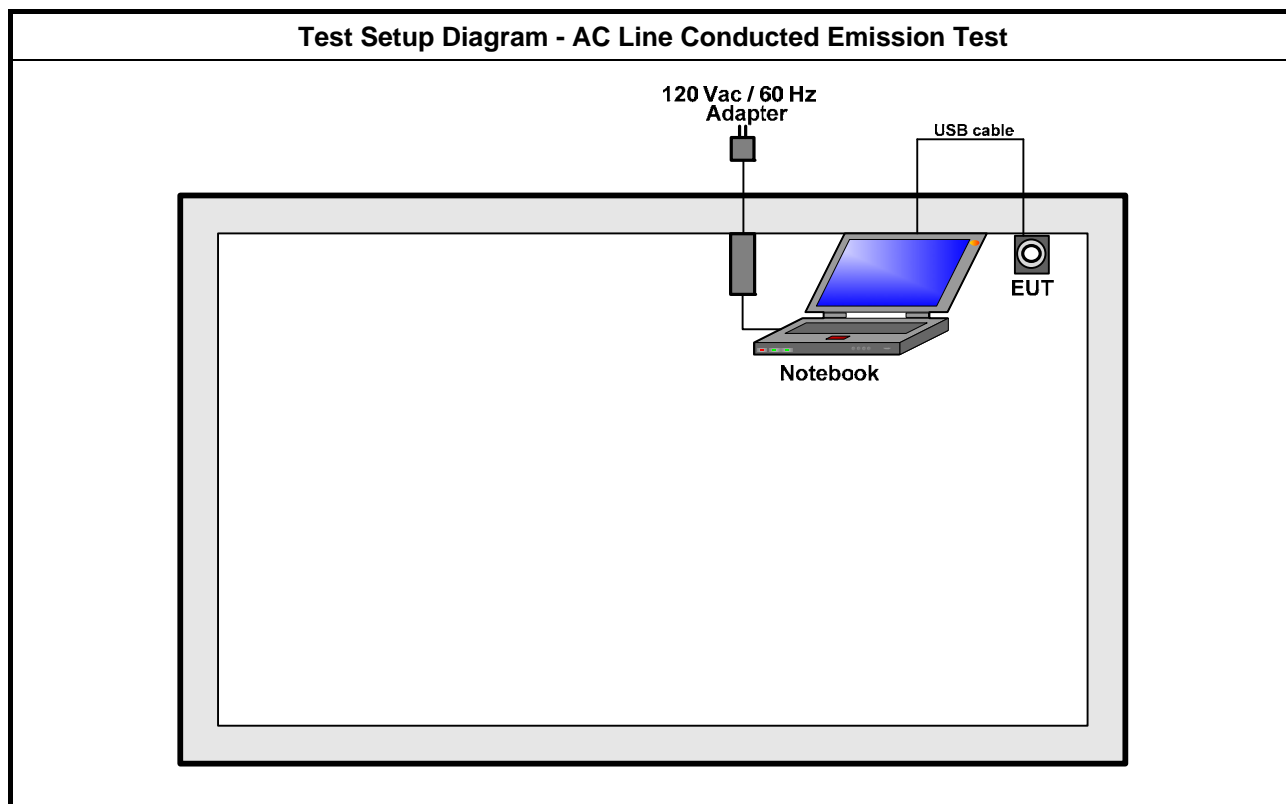 Test Setup Diagram - AC Line Conducted Emission Test
120 Vac / 60 Hz
Adapter
USB cable
EUT
Notebook